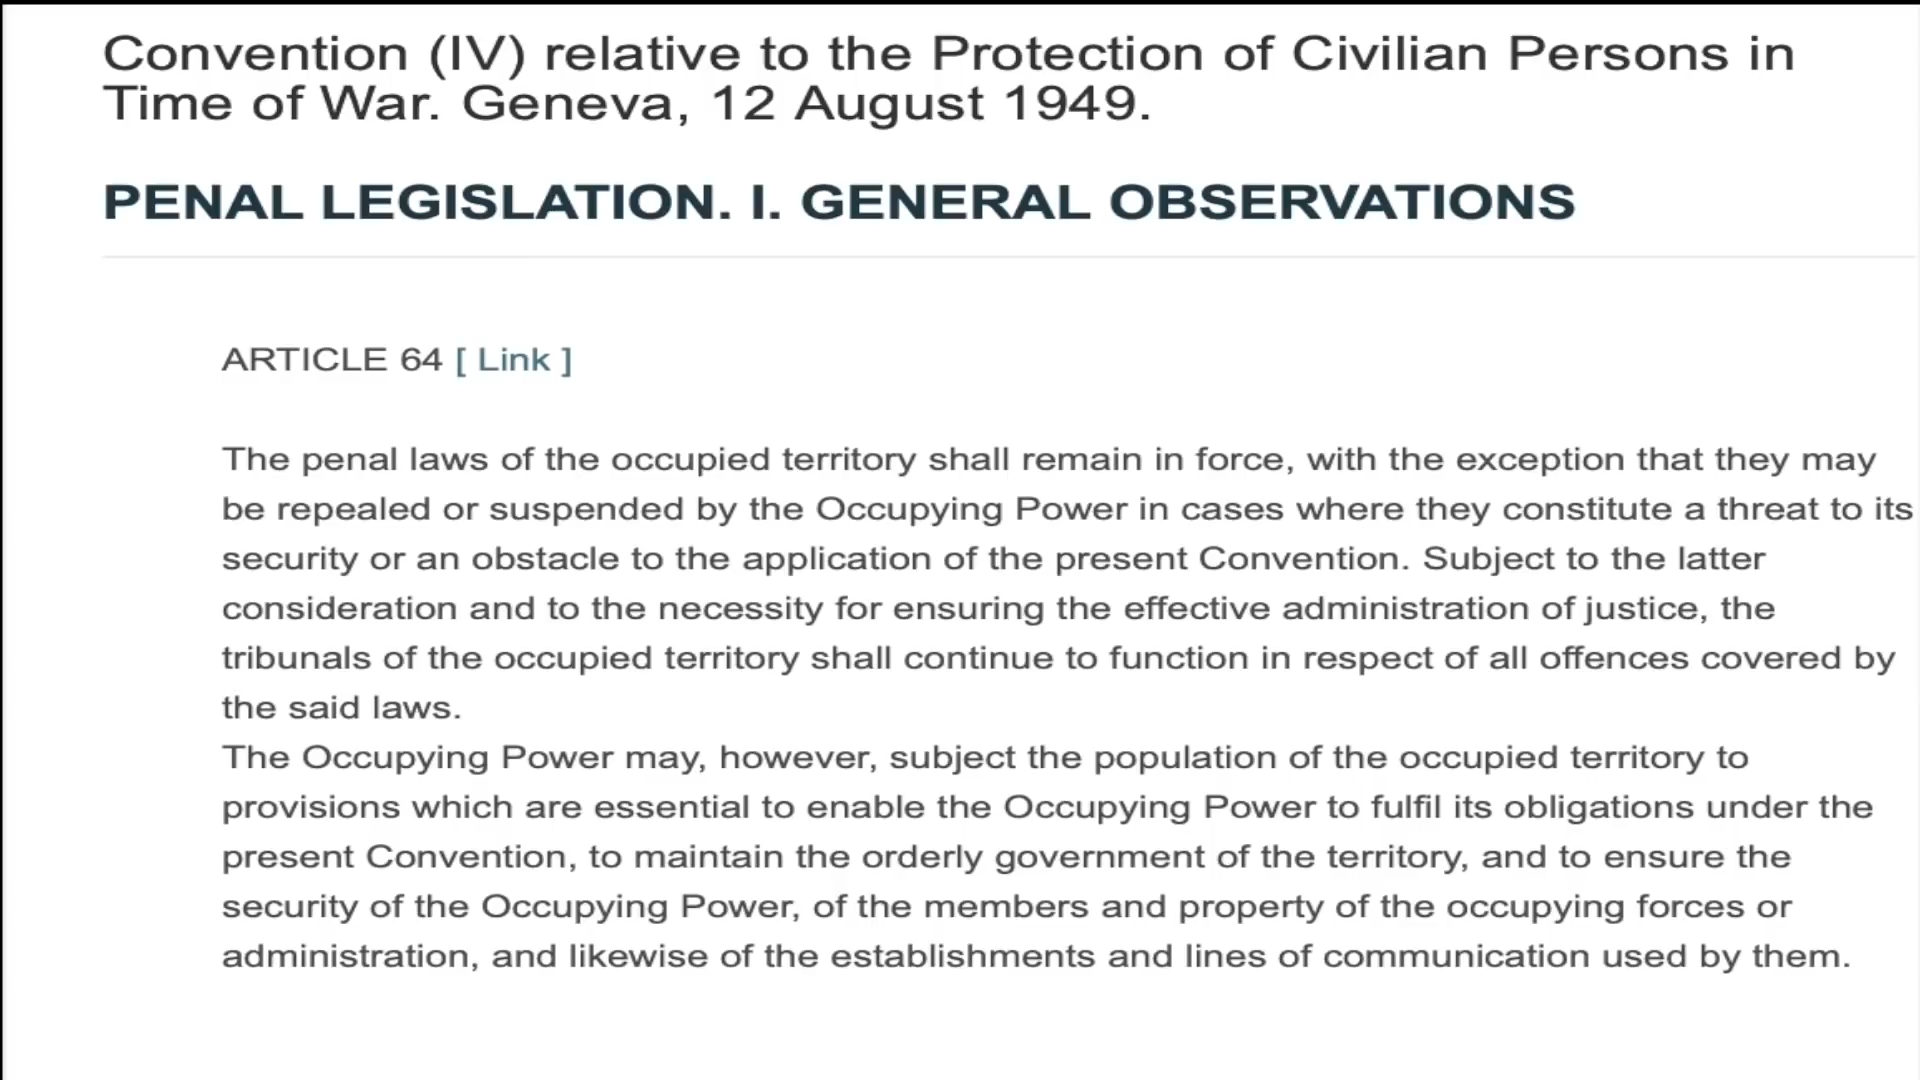 Convention (IV) relative to the Protection of Civilian Persons in
Time of War. Geneva, 12 August 1949.
PENAL LEGISLATION. I. GENERAL OBSERVATIONS
ARTICLE 64 [ Link ]
The penal laws of the occupied territory shall remain in force, with the exception that they may
be repealed or suspended by the Occupying Power in cases where they constitute a threat to its
security or an obstacle to the application of the present Convention. Subject to the latter
consideration and to the necessity for ensuring the effective administration of justice, the
tribunals of the occupied territory shall continue to function in respect of all offences covered by
the said laws.
The Occupying Power may, however, subject the population of the occupied territory to
provisions which are essential to enable the Occupying Power to fulfil its obligations under the
present Convention, to maintain the orderly government of the territory, and to ensure the
security of the Occupying Power, of the members and property of the occupying forces or
administration, and likewise of the establishments and lines of communication used by them.